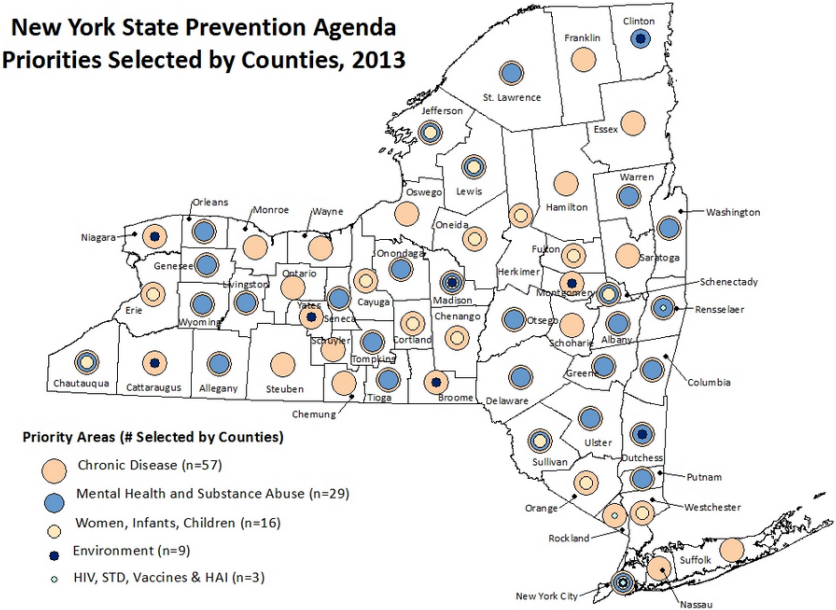 New York State Prevention Agenda
Priorities Selected by Counties, 2013
Clinton
Franklin
St. Lawrence
Jefferson
Essex
Lewis
Warren
Hamilton
Oswego
Orleans
Monroe
Wayne
Washington
Niagara
Oneida
Fulton
Saratoga
Onondaga
Genesee
Herkimer
Ontario
Livingston
Schenectady
Madison
Montgomery
Cayuga
Erie
Yates
Seneca
Rensselaer
Wyoming
Chenango
Otsego
Cortland
Schoharie
Albany
Schuyler
Tompkins
Greene
Chautauqua
Cattaraugus
Allegany
Steuben
Columbia
Tioga
Broome
Delaware
Chemung
Priority Areas (# Selected by Counties)
Chronic Disease (n=57)
Mental Health and Substance Abuse (n=29)
Women, Infants, Children (n=16)
Environment (n=9)
HIV, STD, Vaccines & HAI (n=3)
Ulster
Dutchess
Sullivan
Putnam
Orange
Westchester
Rockland
Suffolk
New York City
Nassau